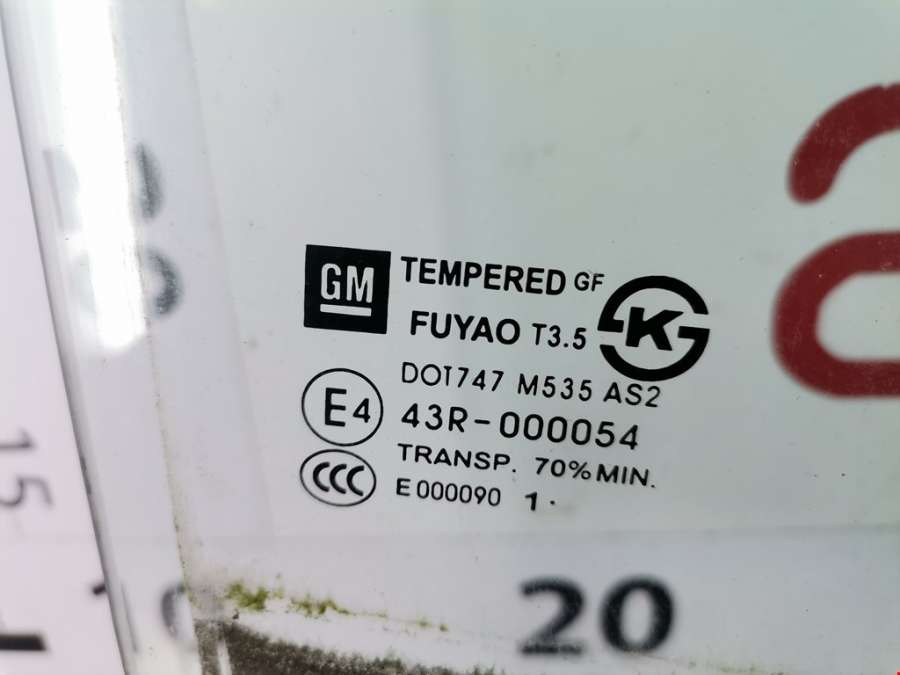 GM TEMPERED GF
FUYAO T3.5 K
DOT747 M535 AS2
E4 43R-000054
TRANSP. 70% MIN.
CCC E000090 1.
15
20